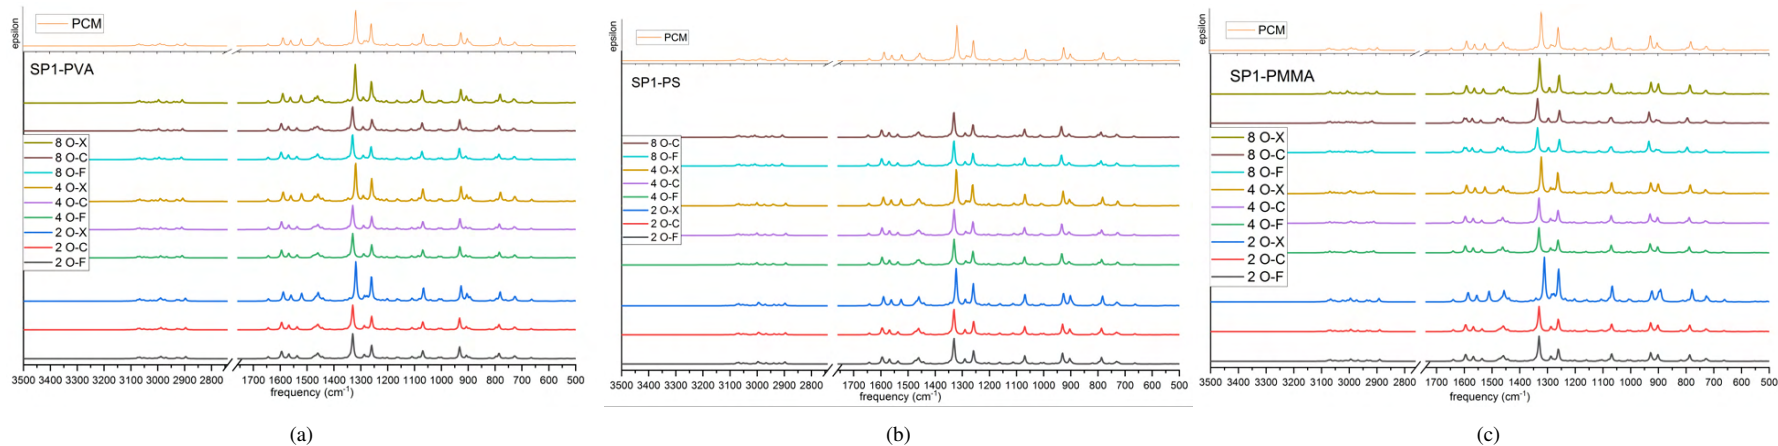 epsilon
PCM
SP1-PVA
8 O-X
8 O-C
8 O-F
4 O-X
4 O-C
4 O-F
2 O-X
2 O-C
2 O-F
3500 3400 3300 3200 3100 3000 2900 2800 1700 1600 1500 1400 1300 1200 1100 1000 900 800 700 600 500
frequency (cm-1)
(a)
epsilon
PCM
SP1-PS
8 O-C
8 O-F
4 O-X
4 O-C
4 O-F
2 O-X
2 O-C
2 O-F
3500 3400 3300 3200 3100 3000 2900 2800 1700 1600 1500 1400 1300 1200 1100 1000 900 800 700 600 500
frequency (cm-1)
(b)
epsilon
PCM
SP1-PMMA
8 O-X
8 O-C
8 O-F
4 O-X
4 O-C
4 O-F
2 O-X
2 O-C
2 O-F
3500 3400 3300 3200 3100 3000 2900 2800 1700 1600 1500 1400 1300 1200 1100 1000 900 800 700 600 500
frequency (cm-1)
(c)